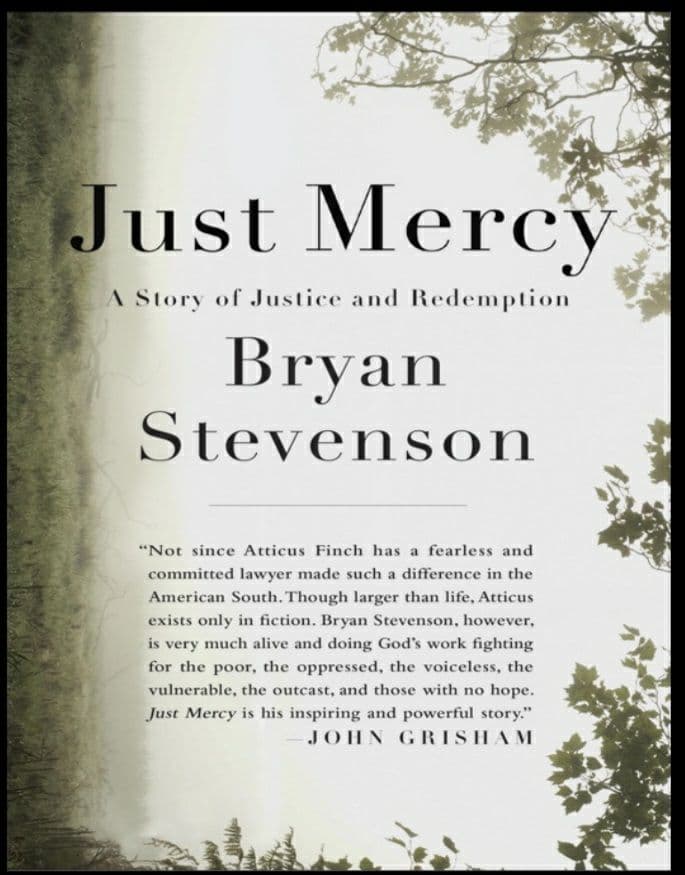 Just Mercy
A Story of Justice and Redemption
Bryan
Stevenson
“Not since Atticus Finch has a fearless and
committed lawyer made such a difference in the
American South. Though larger than life, Atticus
exists only in fiction. Bryan Stevenson, however,
is very much alive and doing God’s work fighting
for the poor, the oppressed, the voiceless, the
vulnerable, the outcast, and those with no hope.
Just Mercy is his inspiring and powerful story.”
—JOHN GRISHAM